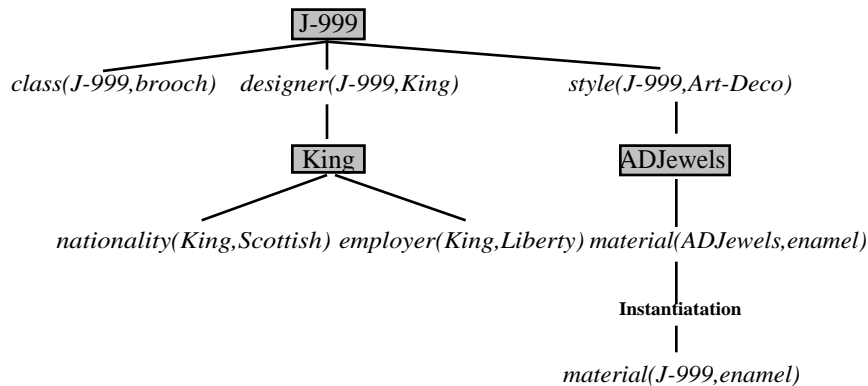 J-999
class(J-999,brooch) designer(J-999,King) style(J-999,Art-Deco)
King ADJewels
nationality(King,Scottish) employer(King,Liberty) material(ADJewels,enamel)
Instantiatation
material(J-999,enamel)